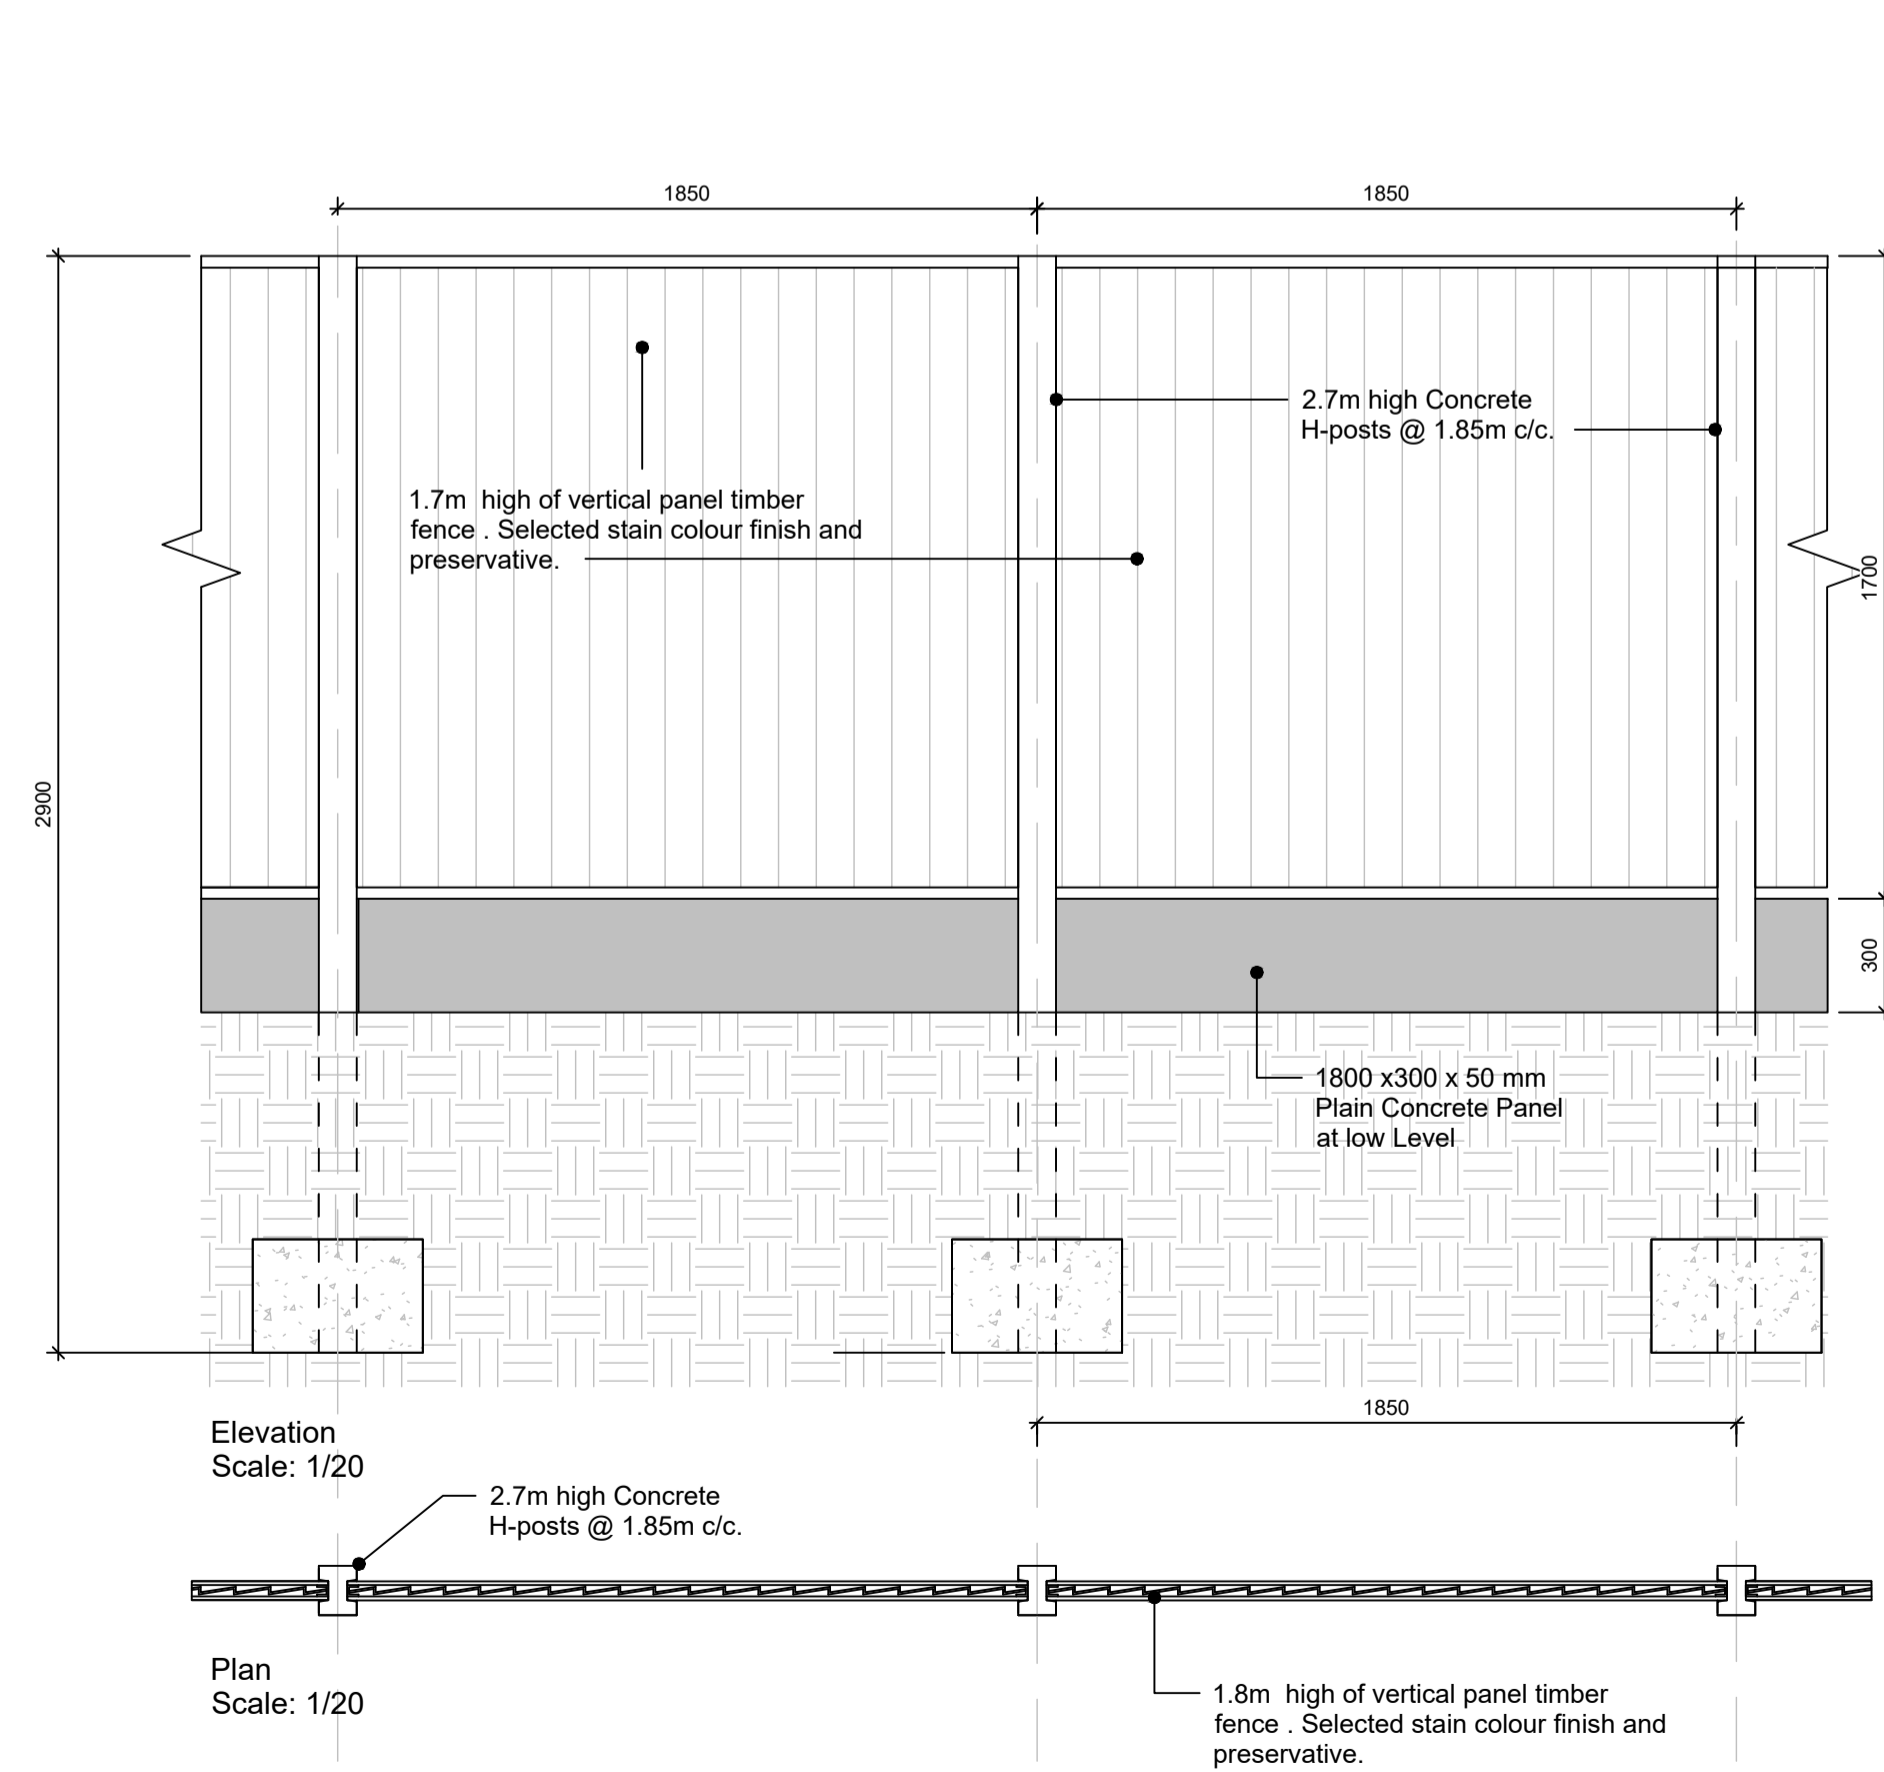 1850
1850
2.7m high Concrete
H-posts @ 1.85m c/c.
1.7m high of vertical panel timber
fence . Selected stain colour finish and
preservative.
1700
2900
300
1800 x300 x 50 mm
Plain Concrete Panel
at low Level
1850
Elevation
Scale: 1/20
2.7m high Concrete
H-posts @ 1.85m c/c.
Plan
Scale: 1/20
1.8m high of vertical panel timber
fence . Selected stain colour finish and
preservative.